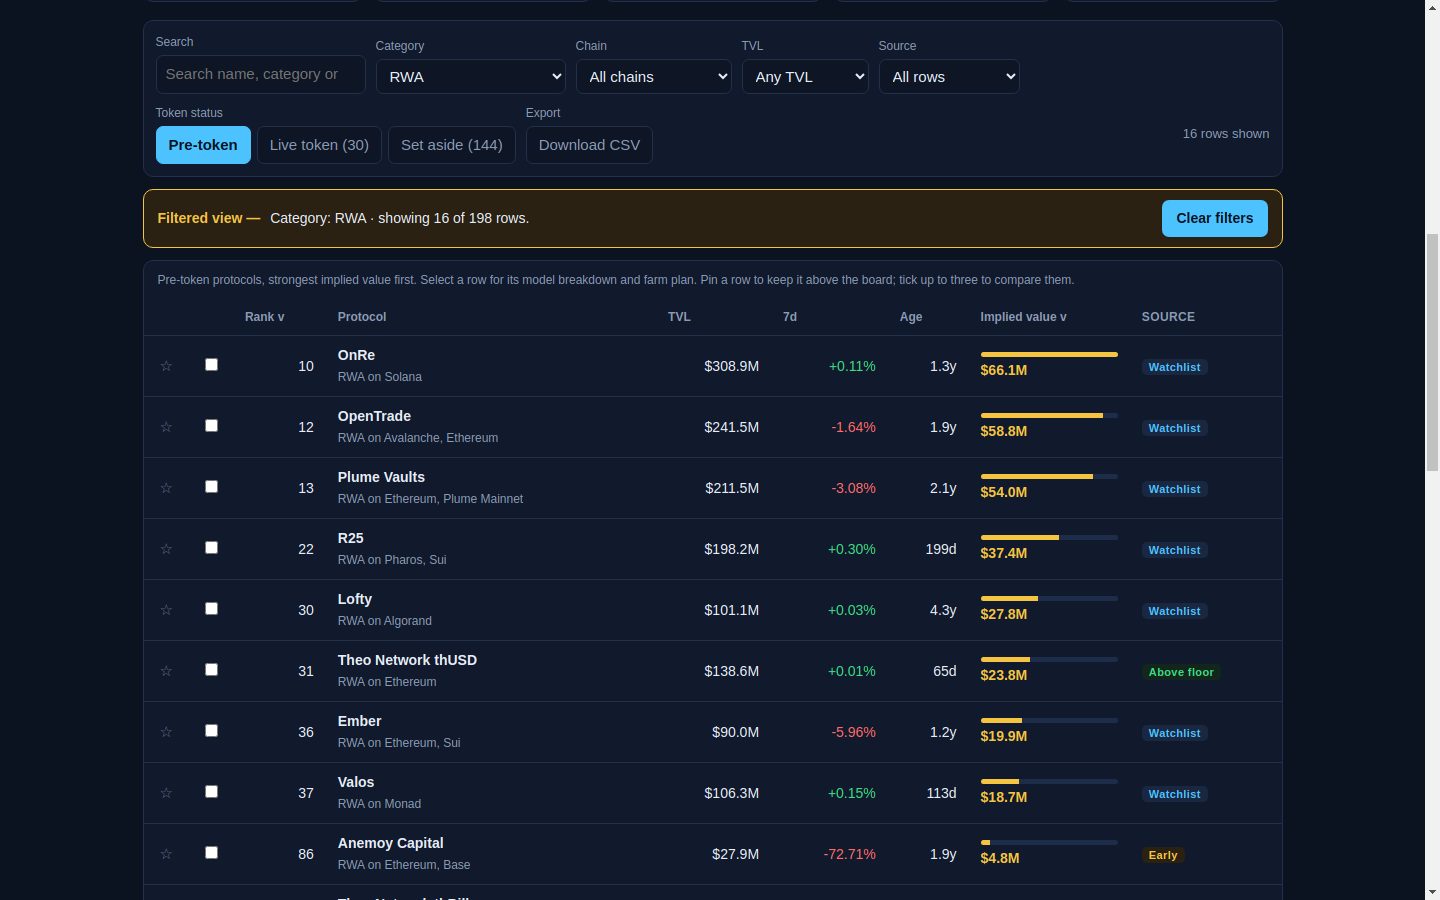 Search
Category
Chain
TVL
Source
Search name, category or
RWA
All chains
Any TVL
All rows
Token status
Export
Pre-token
Live token (30)
Set aside (144)
Download CSV
16 rows shown
Filtered view — Category: RWA · showing 16 of 198 rows.
Clear filters
Pre-token protocols, strongest implied value first. Select a row for its model breakdown and farm plan. Pin a row to keep it above the board; tick up to three to compare them.
Rank v Protocol TVL 7d Age Implied value v SOURCE
☆ 10 OnRe $308.9M +0.11% 1.3y $66.1M Watchlist
RWA on Solana
☆ 12 OpenTrade $241.5M -1.64% 1.9y $58.8M Watchlist
RWA on Avalanche, Ethereum
☆ 13 Plume Vaults $211.5M -3.08% 2.1y $54.0M Watchlist
RWA on Ethereum, Plume Mainnet
☆ 22 R25 $198.2M +0.30% 199d $37.4M Watchlist
RWA on Pharos, Sui
☆ 30 Lofty $101.1M +0.03% 4.3y $27.8M Watchlist
RWA on Algorand
☆ 31 Theo Network thUSD $138.6M +0.01% 65d $23.8M Above floor
RWA on Ethereum
☆ 36 Ember $90.0M -5.96% 1.2y $19.9M Watchlist
RWA on Ethereum, Sui
☆ 37 Valos $106.3M +0.15% 113d $18.7M Watchlist
RWA on Monad
☆ 86 Anemoy Capital $27.9M -72.71% 1.9y $4.8M Early
RWA on Ethereum, Base